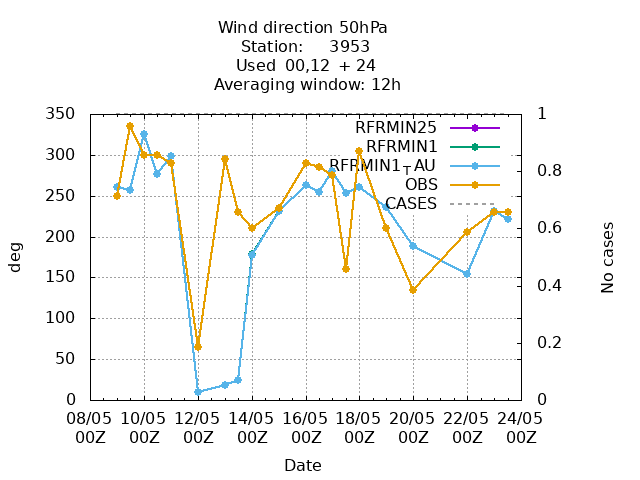 Wind direction 50hPa
Station: 3953
Used 00,12 + 24
Averaging window: 12h
350
300
250
200
150
100
50
0
deg
1
0.8
0.6
0.4
0.2
0
No cases
RFRMIN25
RFRMIN1
RFRMIN1_T AU
OBS
CASES
08/05 10/05 12/05 14/05 16/05 18/05 20/05 22/05 24/05
00Z 00Z 00Z 00Z 00Z 00Z 00Z 00Z 00Z
Date